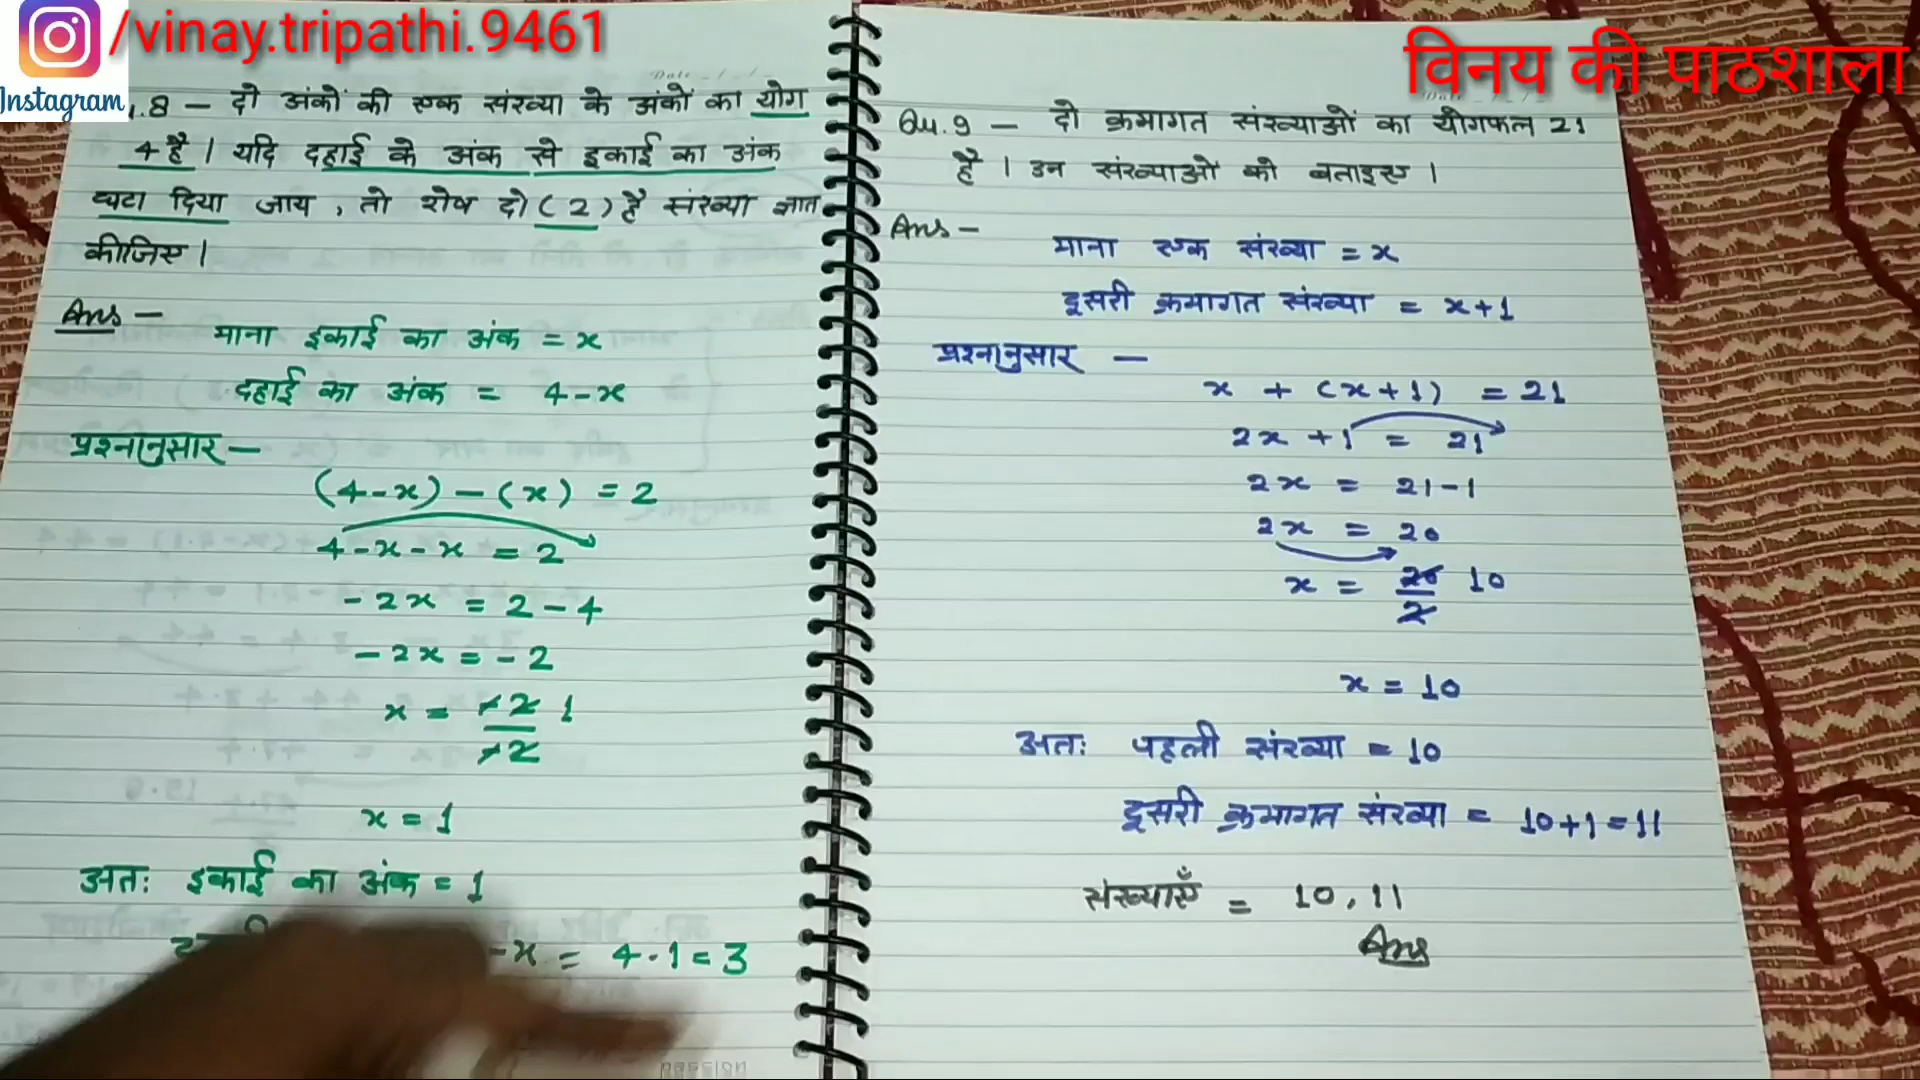 /vinay.tripathi.9461
Instagram
विनय की पाठशाला
.8 – दो अंकों की एक संख्या के अंकों का योग
4 है । यदि दहाई के अंक से इकाई का अंक
घटा दिया जाय , तो शेष दो ( 2 ) है संख्या ज्ञात
कीजिए ।
Ans –
माना इकाई का अंक = x
दहाई का अंक = 4-x
प्रश्नानुसार –
(4-x) – (x) = 2
4-x-x = 2
-2x = 2-4
-2x = -2
x = -2 1
-2
x = 1
अतः इकाई का अंक = 1
-x = 4-1=3
Qu.9 – दो क्रमागत संख्याओं का योगफल 21
है । उन संख्याओं को बताइए ।
Ans –
माना एक संख्या = x
दूसरी क्रमागत संख्या = x+1
प्रश्नानुसार –
x + (x+1) = 21
2x +1 = 21
2x = 21-1
2x = 20
x = 20 10
2
x = 10
अतः पहली संख्या = 10
दूसरी क्रमागत संख्या = 10+1=11
संख्याएँ = 10, 11
Ans